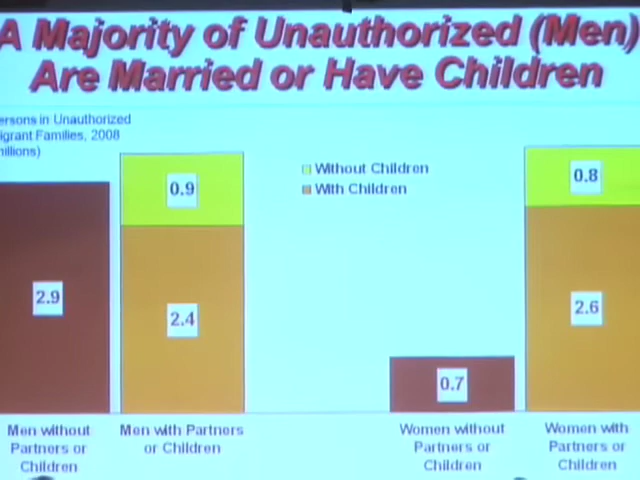 A Majority of Unauthorized (Men)
Are Married or Have Children
ersons in Unauthorized
igrant Families, 2008
illions)
Without Children
With Children
0.9
0.8
2.9
2.4
2.6
0.7
Men without
Partners or
Children
Men with Partners
or Children
Women without
Partners or
Children
Women with
Partners or
Children